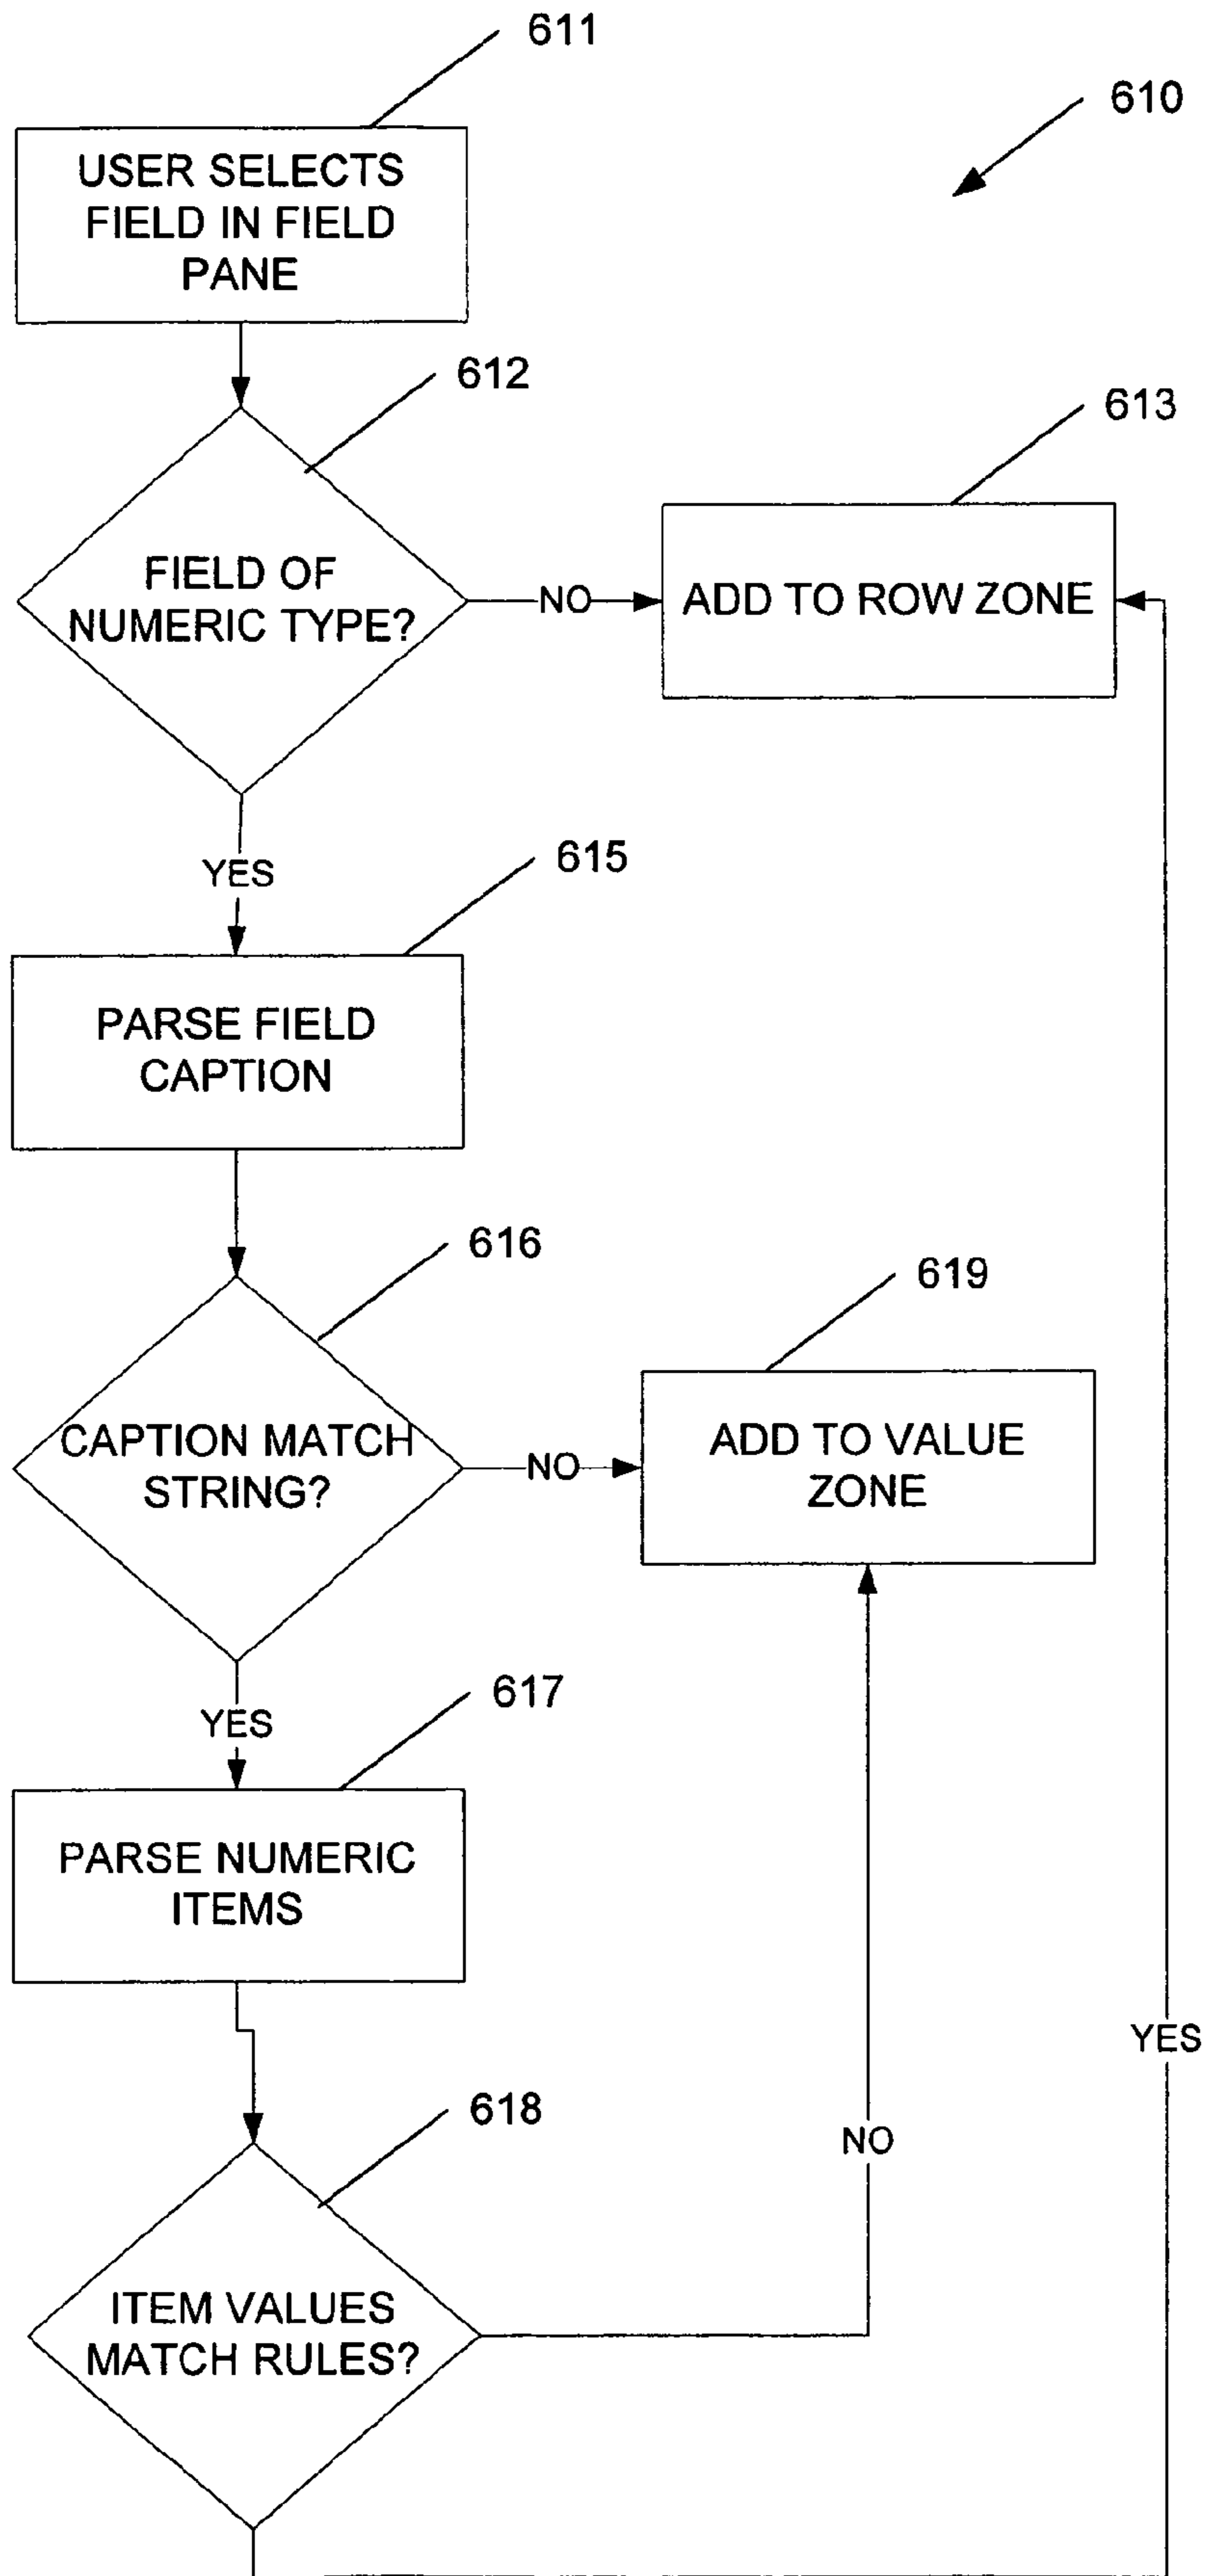 611
610
USER SELECTS
FIELD IN FIELD
PANE
612
613
FIELD OF
NUMERIC TYPE?
NO
ADD TO ROW ZONE
YES
615
PARSE FIELD
CAPTION
616
619
CAPTION MATCH
STRING?
NO
ADD TO VALUE
ZONE
YES
617
PARSE NUMERIC
ITEMS
YES
618
NO
ITEM VALUES
MATCH RULES?